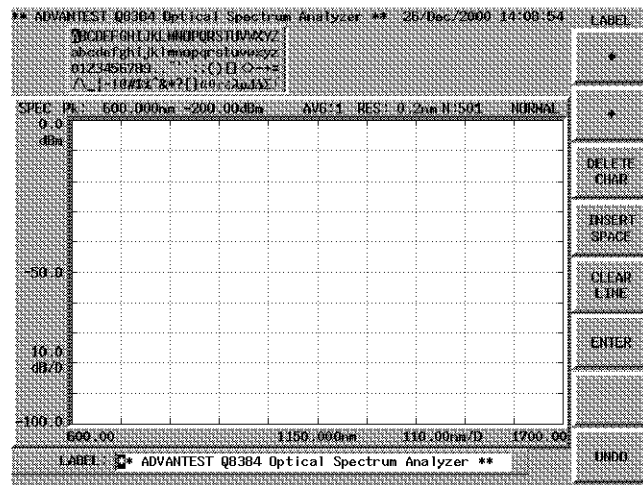 ** ADVANTEST Q8384 Optical Spectrum Analyzer ** 26/Dec/2000 14:08:54
LABEL
ABCDEFGHIJKLMNOPQRSTUVWXYZ
abcdefghijklmnopqrstuvwxyz
0123456789
SPEC Pk: 600.000nm -200.00dBm AVG:1 RES: 0.2nm N:501 NORMAL
0.0
dBm
-50.0
10.0
dB/D
-100.0
600.00 1150.000nm 110.00nm/D 1700.00
LABEL: ** ADVANTEST Q8384 Optical Spectrum Analyzer **
DELETE
CHAR
INSERT
SPACE
CLEAR
LINE
ENTER
UNDO